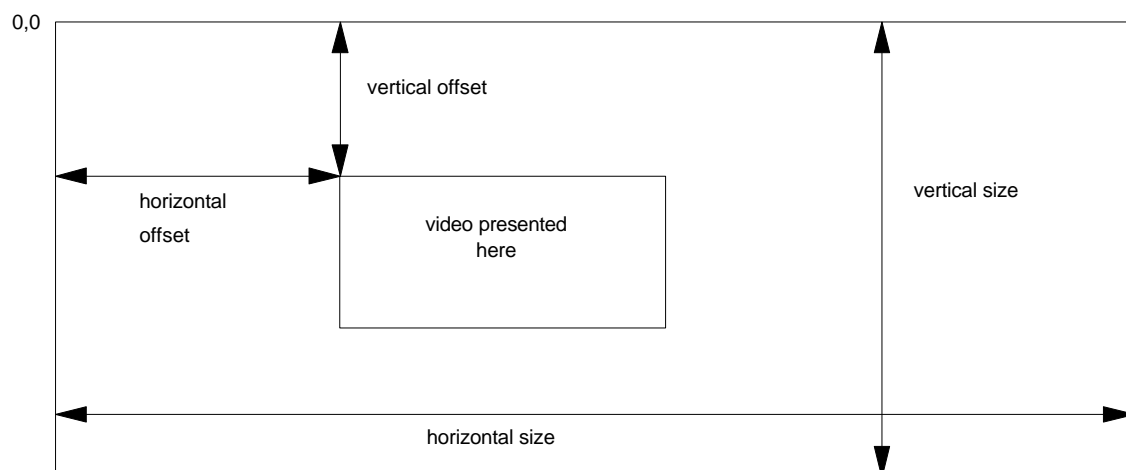 0,0
vertical offset
horizontal
offset
vertical size
video presented
here
horizontal size